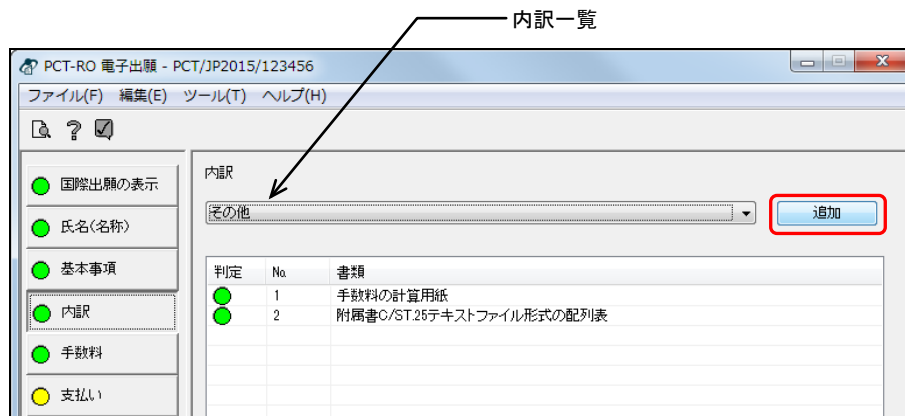 内訳一覧
PCT-RO 電子出願 - PCT/JP2015/123456
ファイル(F) 編集(E) ツール(T) ヘルプ(H)
国際出願の表示
氏名(名称)
基本事項
内訳
手数料
支払い
内訳
その他
追加
判定 No. 書類
1 手数料の計算用紙
2 附属書C/ST.25テキストファイル形式の配列表